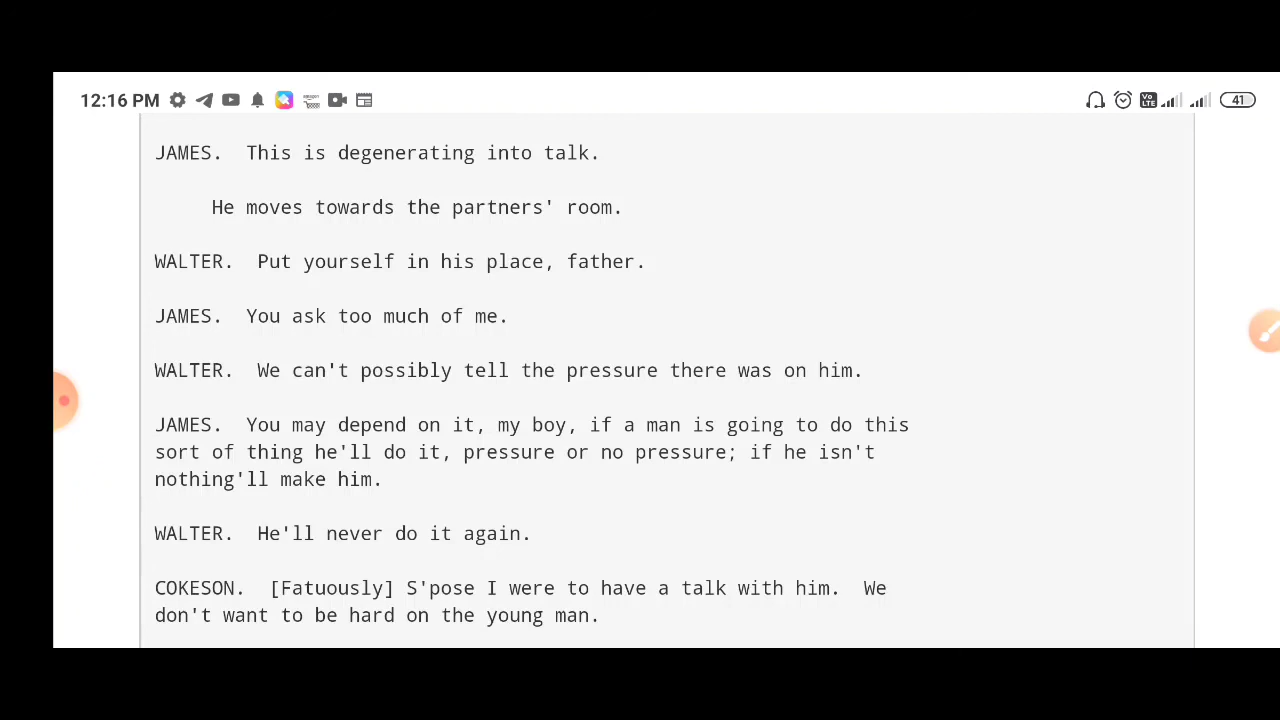 12:16 PM
Vo
LTE
41
JAMES. This is degenerating into talk.
He moves towards the partners' room.
WALTER. Put yourself in his place, father.
JAMES. You ask too much of me.
WALTER. We can't possibly tell the pressure there was on him.
JAMES. You may depend on it, my boy, if a man is going to do this
sort of thing he'll do it, pressure or no pressure; if he isn't
nothing'll make him.
WALTER. He'll never do it again.
COKESON. [Fatuously] S'pose I were to have a talk with him. We
don't want to be hard on the young man.